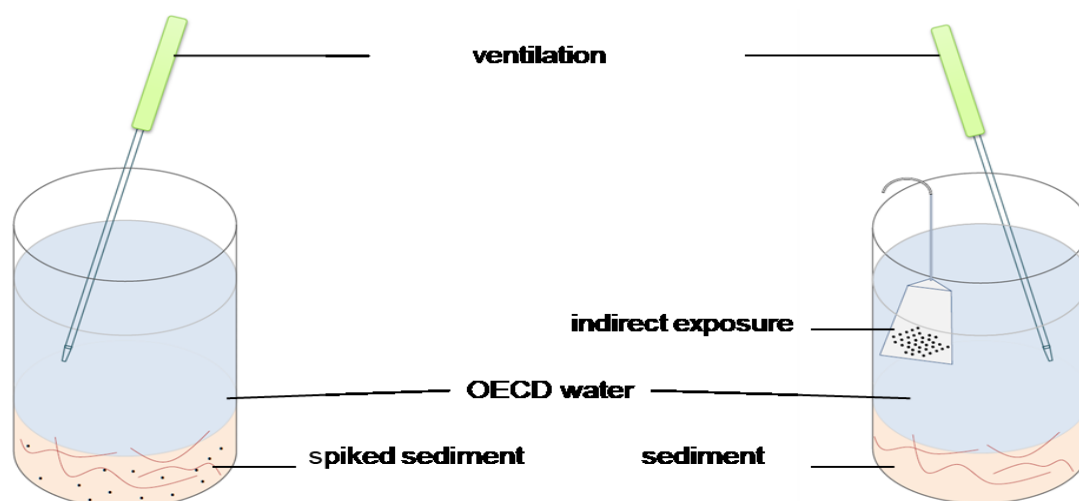 ventilation
indirect exposure
OECD water
spiked sediment
sediment